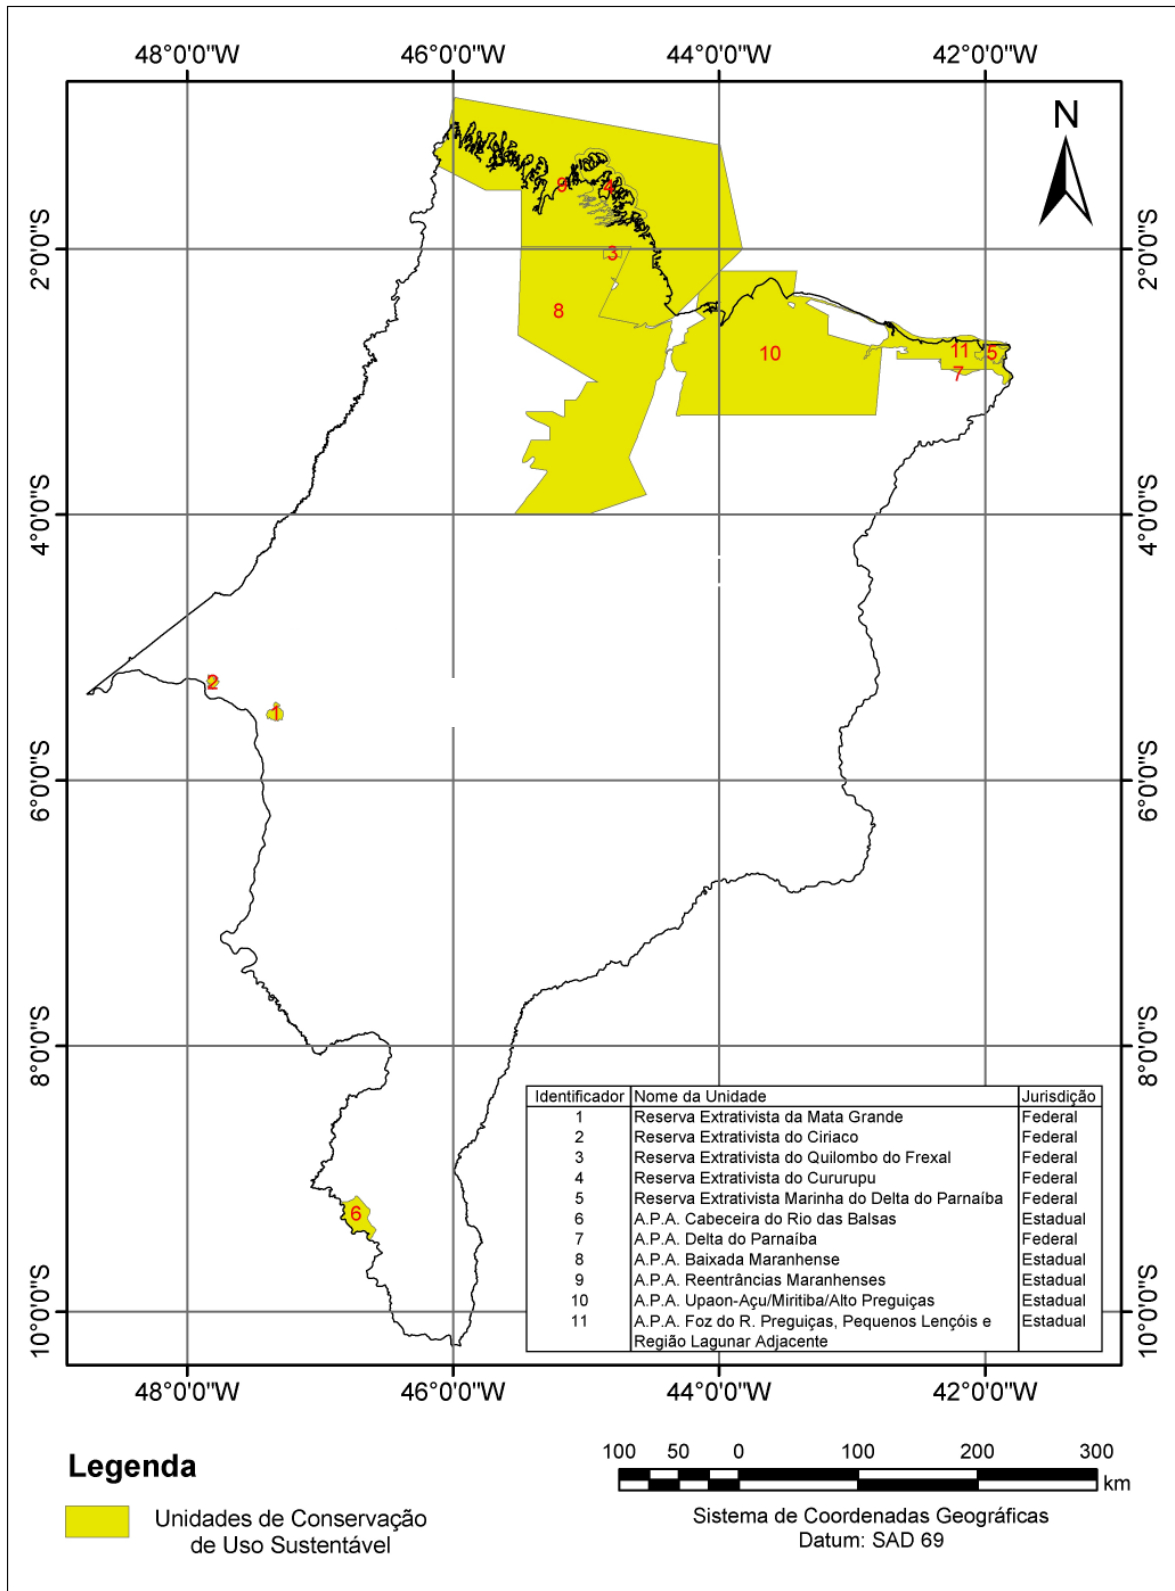 48°0'0"W 46°0'0"W 44°0'0"W 42°0'0"W
N
9 4
2°0'0"S 2°0'0"S
3
8
10
11 5
7
4°0'0"S 4°0'0"S
2
1
6°0'0"S 6°0'0"S
8°0'0"S 8°0'0"S
6
10°0'0"S 10°0'0"S
Identificador Nome da Unidade Jurisdição
1 Reserva Extrativista da Mata Grande Federal
2 Reserva Extrativista do Ciriaco Federal
3 Reserva Extrativista do Quilombo do Frexal Federal
4 Reserva Extrativista do Cururupu Federal
5 Reserva Extrativista Marinha do Delta do Parnaíba Federal
6 A.P.A. Cabeceira do Rio das Balsas Estadual
7 A.P.A. Delta do Parnaíba Federal
8 A.P.A. Baixada Maranhense Estadual
9 A.P.A. Reentrâncias Maranhenses Estadual
10 A.P.A. Upaon-Açu/Miritiba/Alto Preguiças Estadual
11 A.P.A. Foz do R. Preguiças, Pequenos Lençóis e Estadual
Região Lagunar Adjacente
48°0'0"W 46°0'0"W 44°0'0"W 42°0'0"W
Legenda
Unidades de Conservação
de Uso Sustentável
100 50 0 100 200 300
km
Sistema de Coordenadas Geográficas
Datum: SAD 69